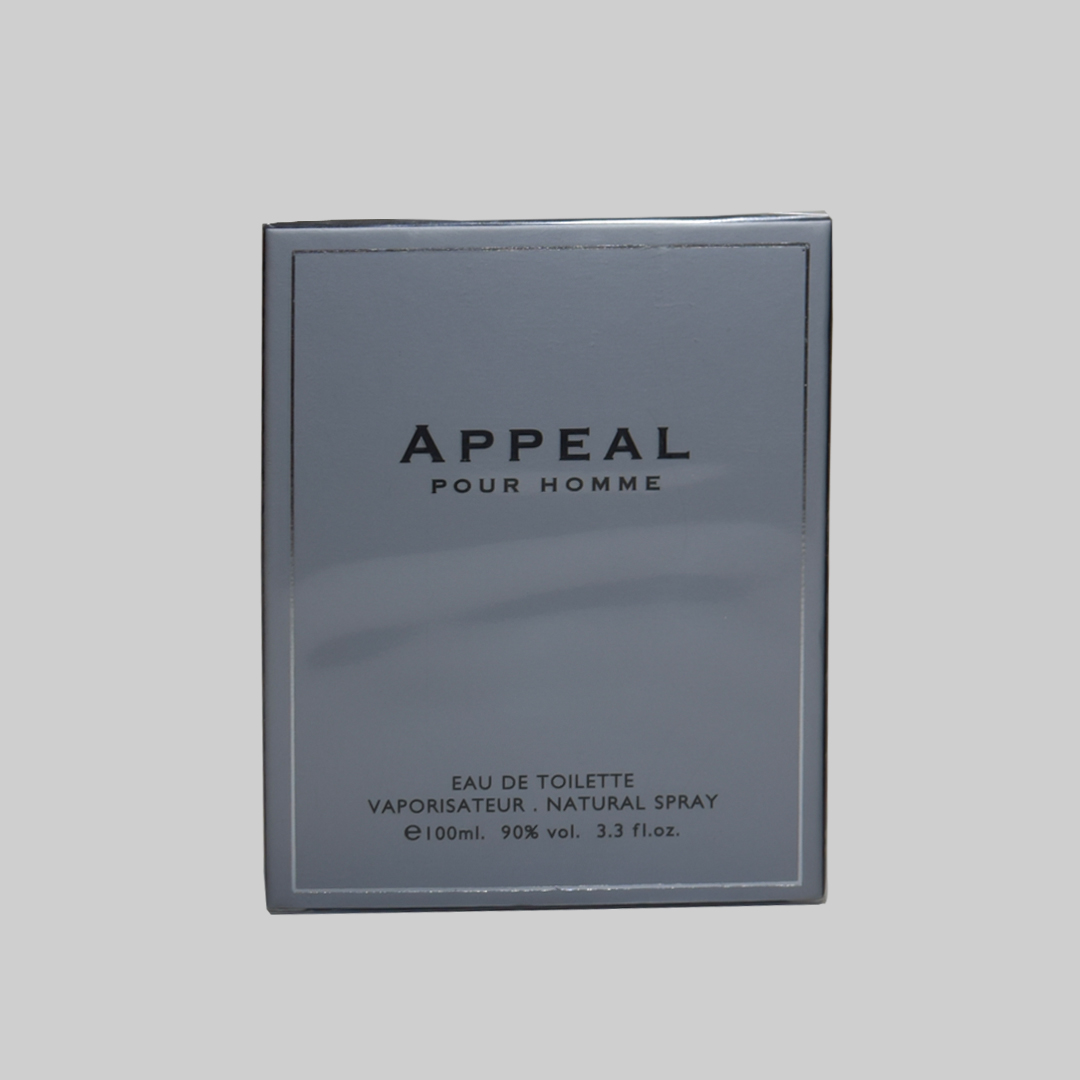 APPEAL
POUR HOMME
EAU DE TOILETTE
VAPORISATEUR . NATURAL SPRAY
℮100ml. 90% vol. 3.3 fl.oz.